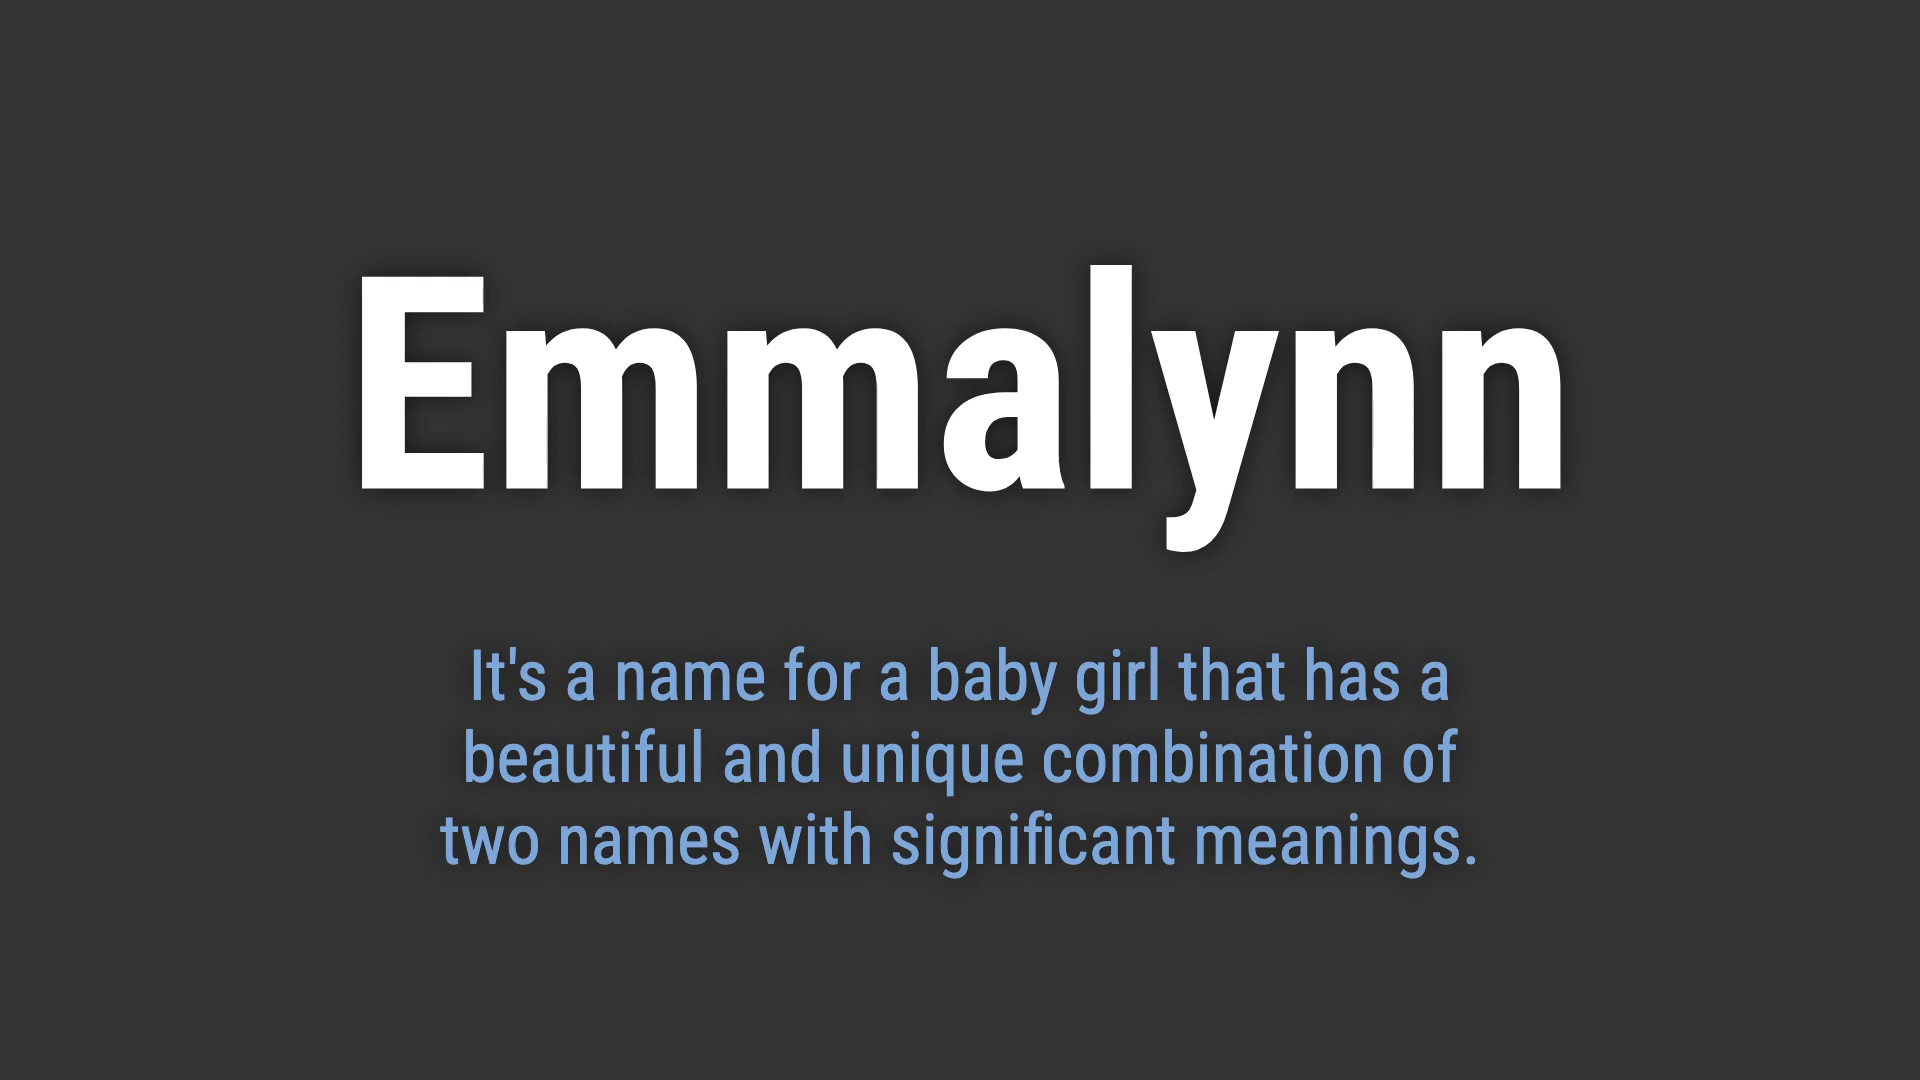 Emmalynn
It's a name for a baby girl that has a
beautiful and unique combination of
two names with significant meanings.